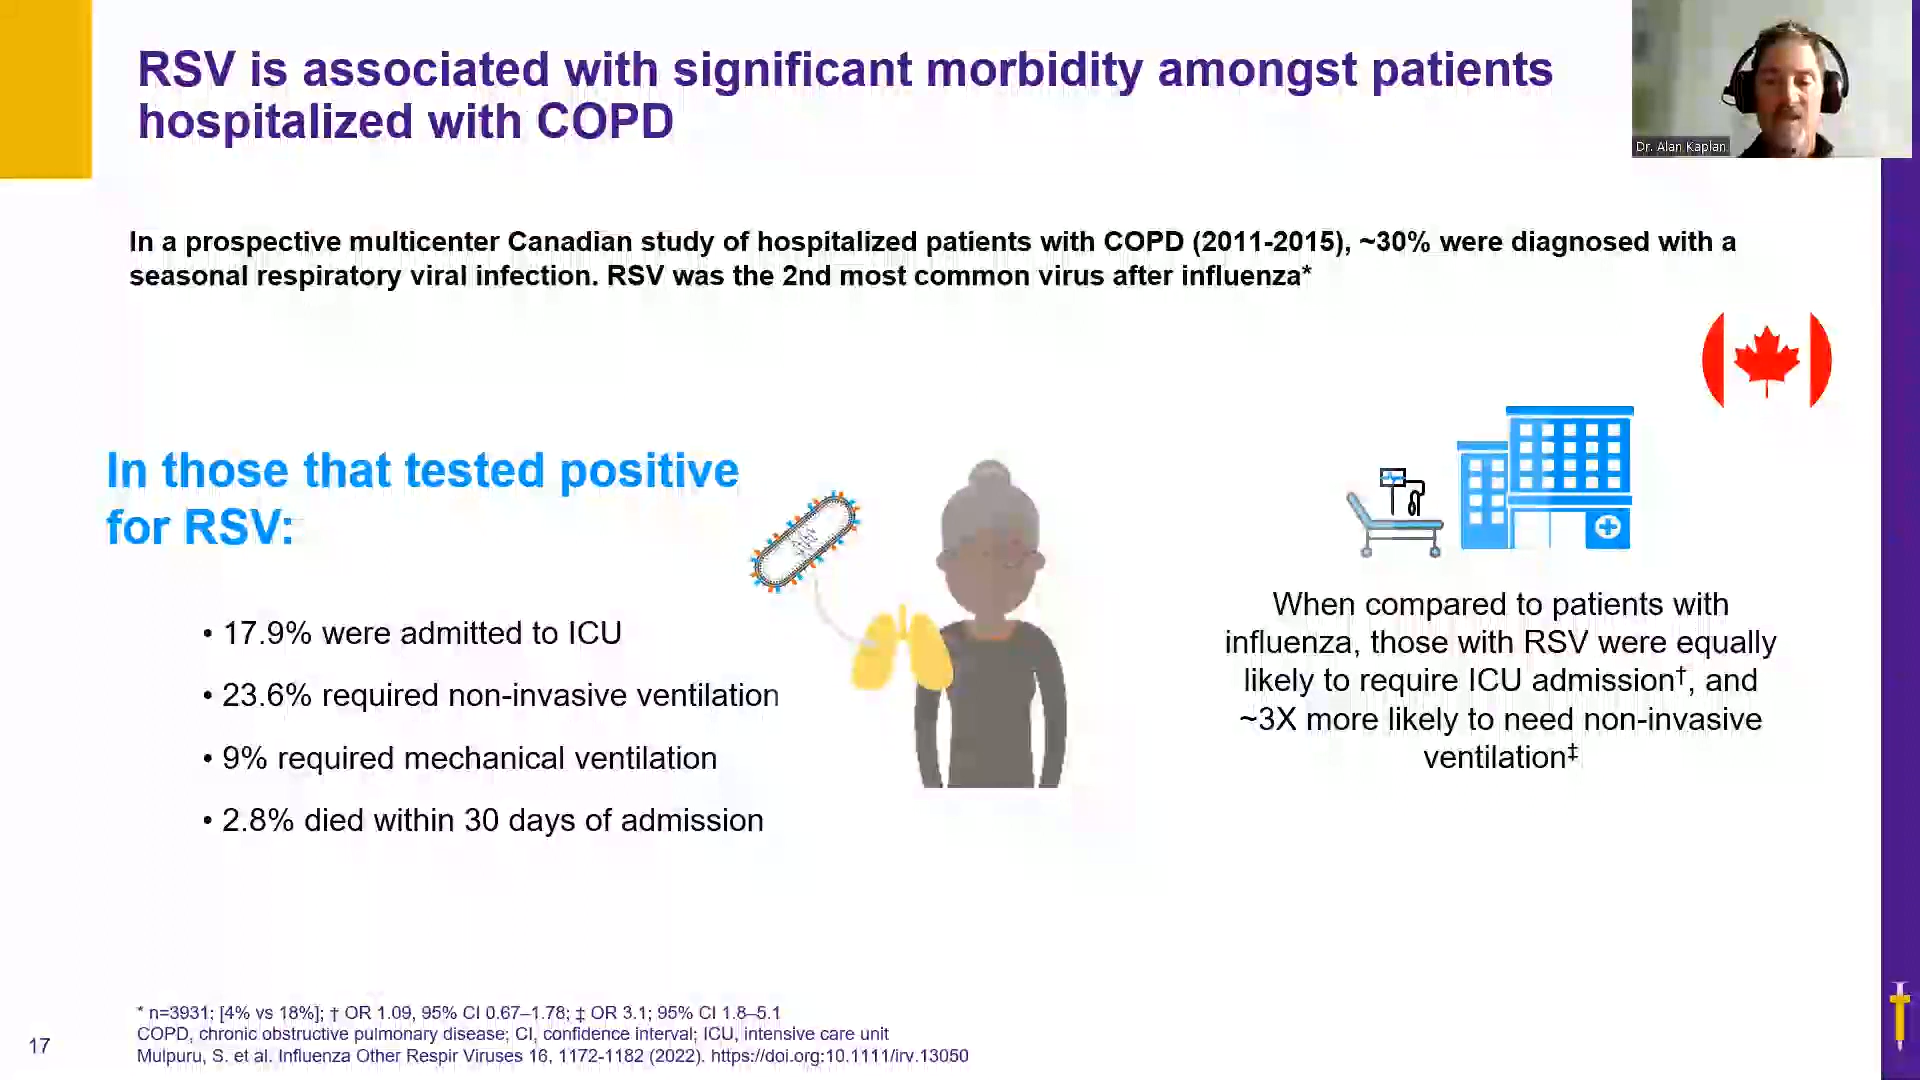 RSV is associated with significant morbidity amongst patients
hospitalized with COPD
Dr. Alan Kaplan
In a prospective multicenter Canadian study of hospitalized patients with COPD (2011-2015), ~30% were diagnosed with a
seasonal respiratory viral infection. RSV was the 2nd most common virus after influenza*
In those that tested positive
for RSV:
• 17.9% were admitted to ICU
• 23.6% required non-invasive ventilation
• 9% required mechanical ventilation
• 2.8% died within 30 days of admission
When compared to patients with
influenza, those with RSV were equally
likely to require ICU admission†, and
~3X more likely to need non-invasive
ventilation‡
* n=3931; [4% vs 18%]; † OR 1.09, 95% CI 0.67–1.78; ‡ OR 3.1; 95% CI 1.8–5.1
COPD, chronic obstructive pulmonary disease; CI, confidence interval; ICU, intensive care unit
Mulpuru, S. et al. Influenza Other Respir Viruses 16, 1172-1182 (2022). https://doi.org:10.1111/irv.13050
17